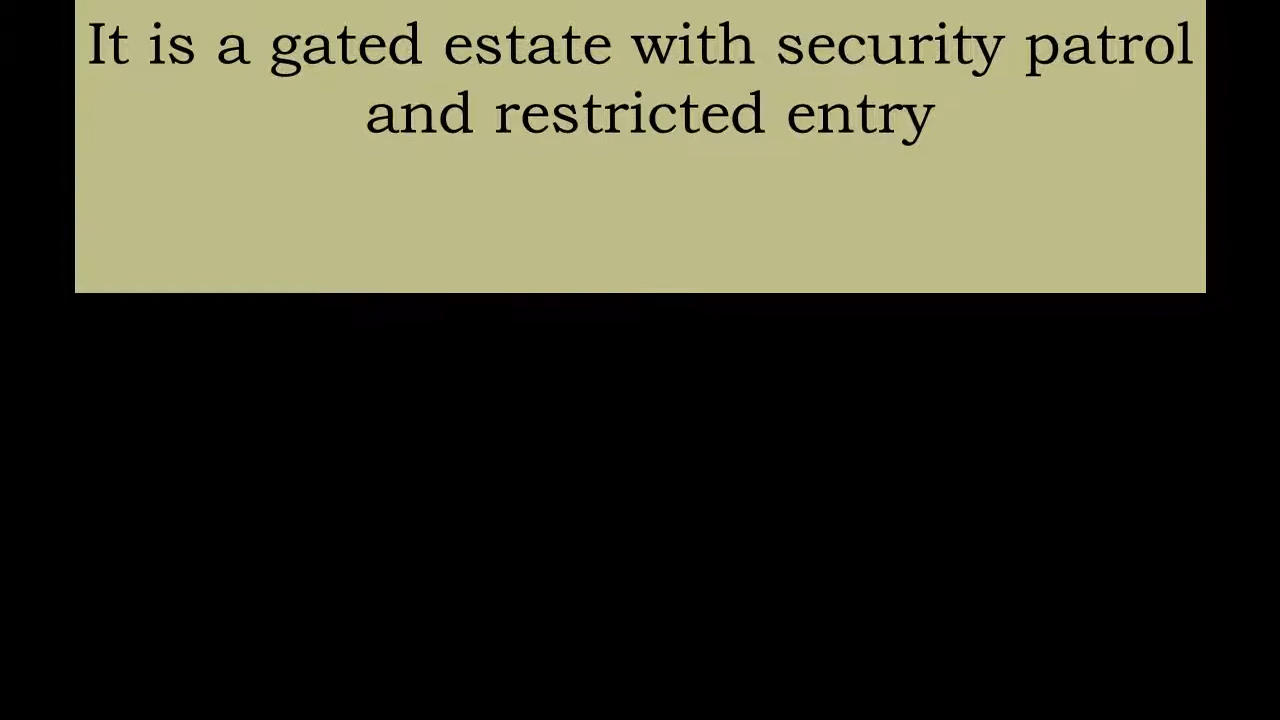 It is a gated estate with security patrol
and restricted entry